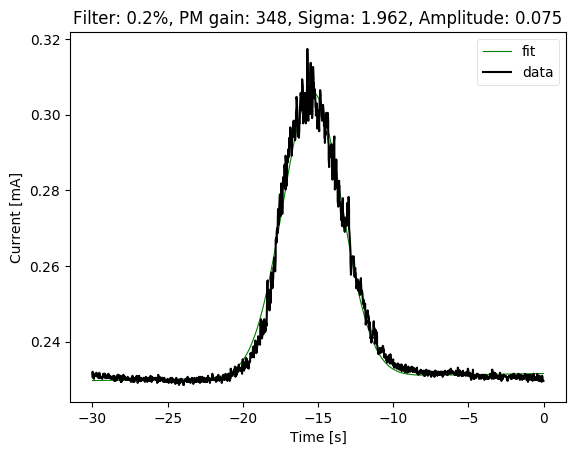 Filter: 0.2%, PM gain: 348, Sigma: 1.962, Amplitude: 0.075
fit
data
0.32
0.30
0.28
0.26
0.24
Current [mA]
−30
−25
−20
−15
−10
−5
0
Time [s]